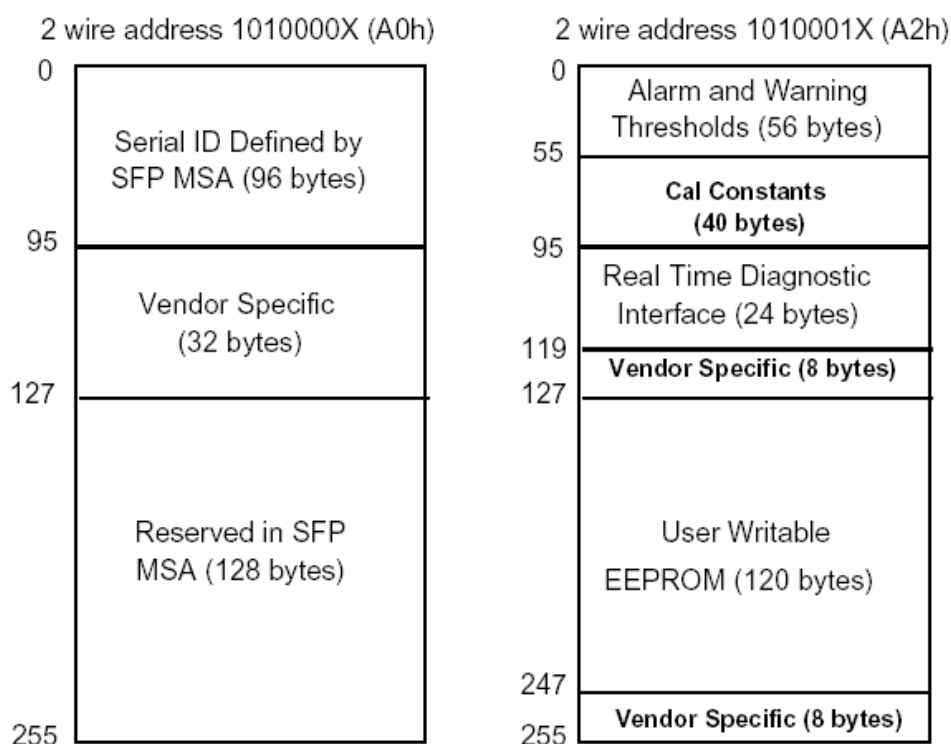 2 wire address 1010000X (A0h)
0
Serial ID Defined by
SFP MSA (96 bytes)
95
Vendor Specific
(32 bytes)
127
Reserved in SFP
MSA (128 bytes)
255
2 wire address 1010001X (A2h)
0
Alarm and Warning
Thresholds (56 bytes)
55
Cal Constants
(40 bytes)
95
Real Time Diagnostic
Interface (24 bytes)
119
Vendor Specific (8 bytes)
127
User Writable
EEPROM (120 bytes)
247
Vendor Specific (8 bytes)
255